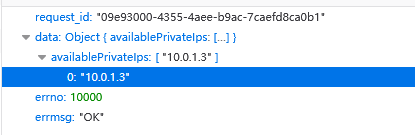 request_id: "09e93000-4355-4aee-b9ac-7caefd8ca0b1"
data: Object { availablePrivateIps: […] }
availablePrivateIps: [ "10.0.1.3" ]
0: "10.0.1.3"
errno: 10000
errmsg: "OK"